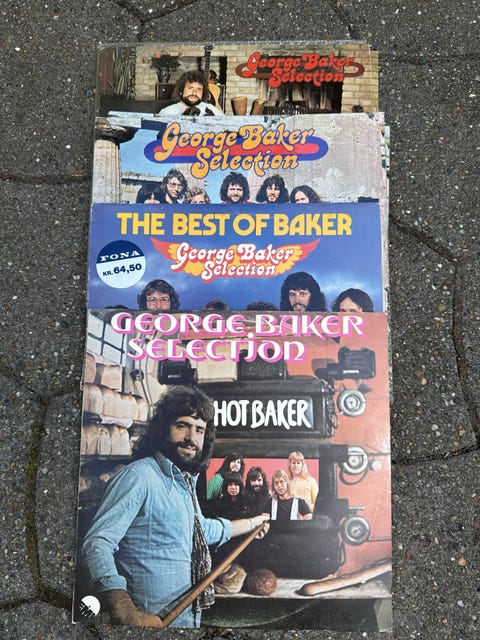 George Baker
Selection
George Baker
Selection
THE BEST OF BAKER
George Baker
Selection
FONA
KR. 64,50
GEORGE BAKER
SELECTION
HOT BAKER